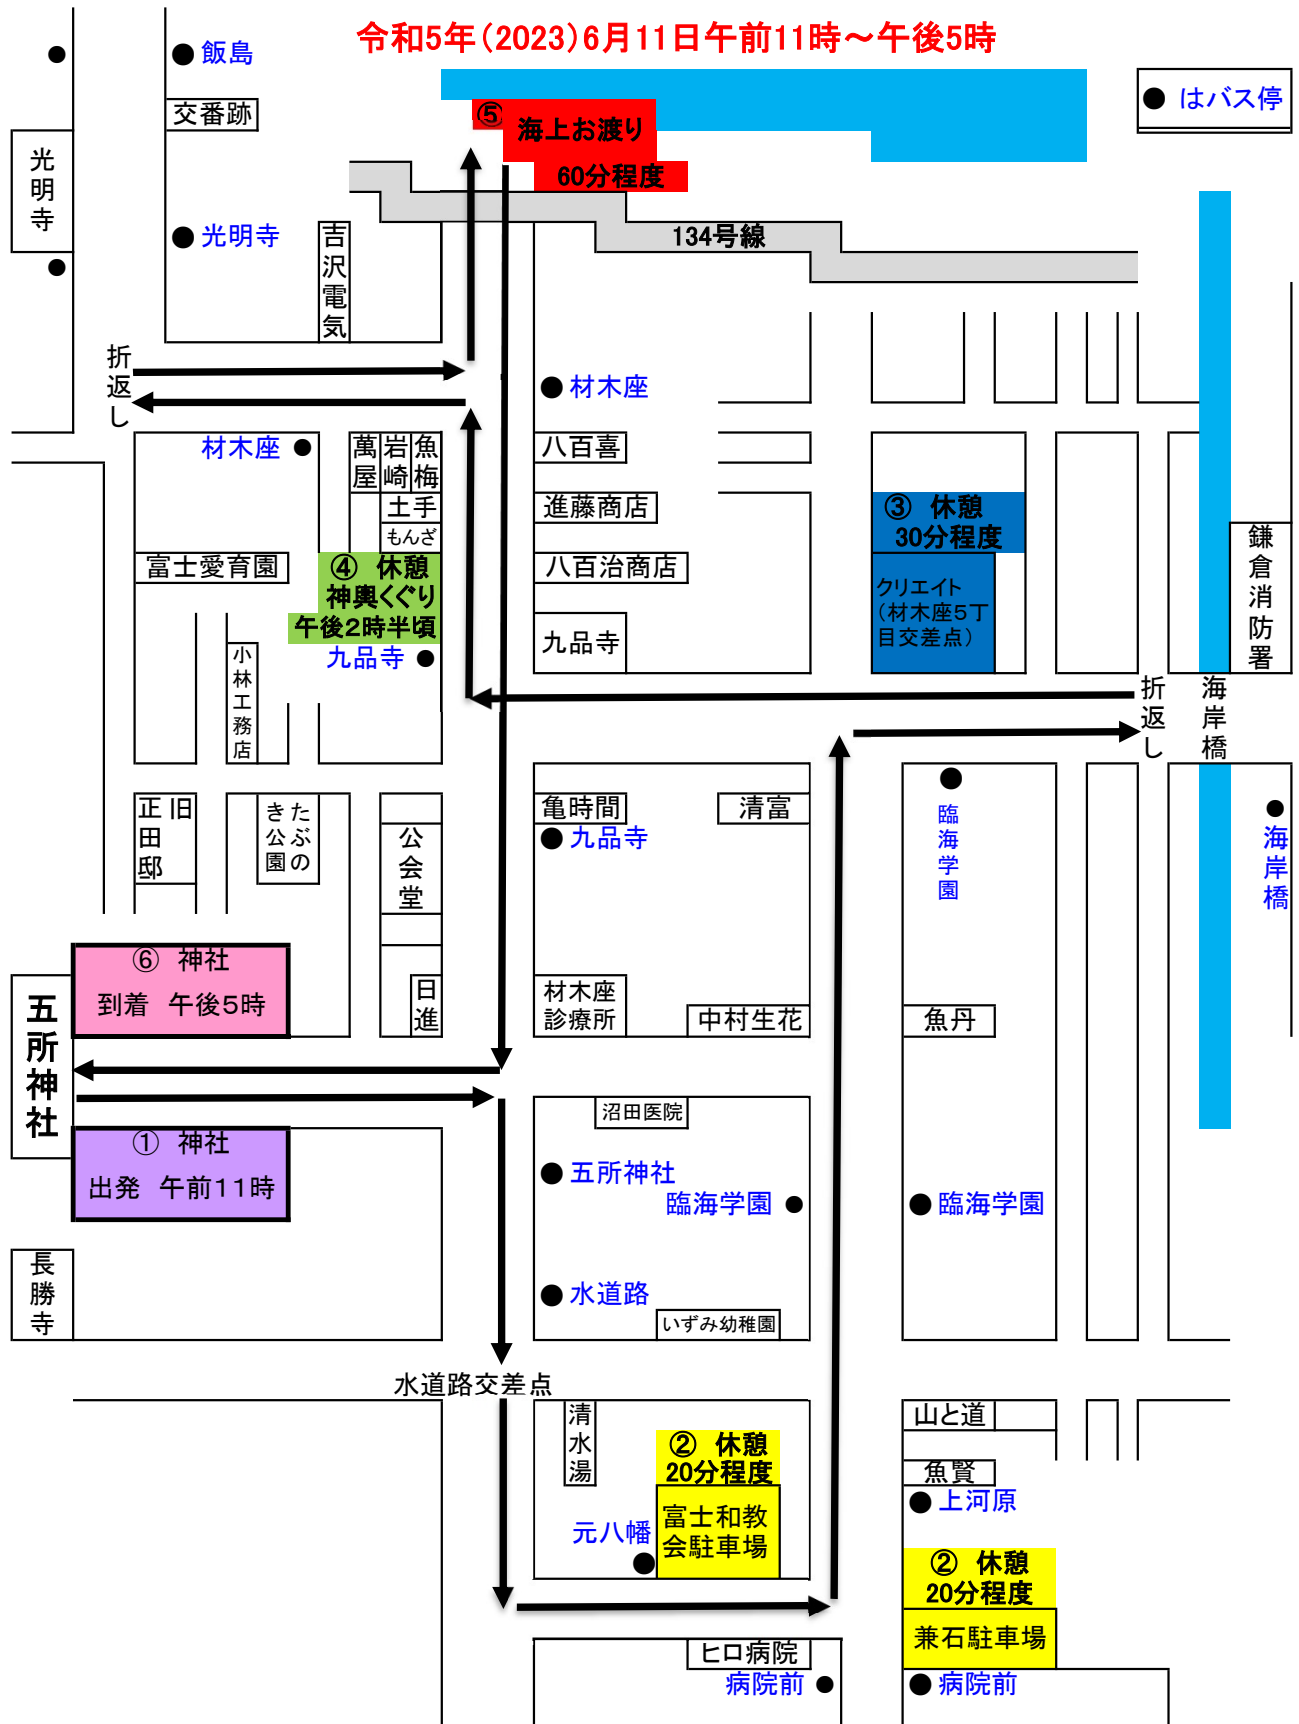 令和5年（2023）6月11日午前11時～午後5時
飯島
はバス停
交番跡
⑤
海上お渡り
60分程度
光明寺
光明寺
吉沢電気
134号線
折返し
材木座
材木座
萬屋
岩崎
魚梅
八百喜
土手
進藤商店
③ 休憩
30分程度
もんざ
富士愛育園
④ 休憩
神輿くぐり
午後2時半頃
八百治商店
クリエイト
（材木座5丁
目交差点）
鎌倉消防署
九品寺
九品寺
小林工務店
折返し
海岸橋
旧
正田邸
たぶの
き公園
公会堂
亀時間
清富
九品寺
臨海学園
海岸橋
⑥ 神社
到着 午後5時
日進
材木座
診療所
中村生花
魚丹
五所神社
沼田医院
① 神社
出発 午前11時
五所神社
臨海学園
臨海学園
長勝寺
水道路
いずみ幼稚園
水道路交差点
清水湯
② 休憩
20分程度
山と道
魚賢
上河原
元八幡
富士和教
会駐車場
② 休憩
20分程度
兼石駐車場
ヒロ病院
病院前
病院前